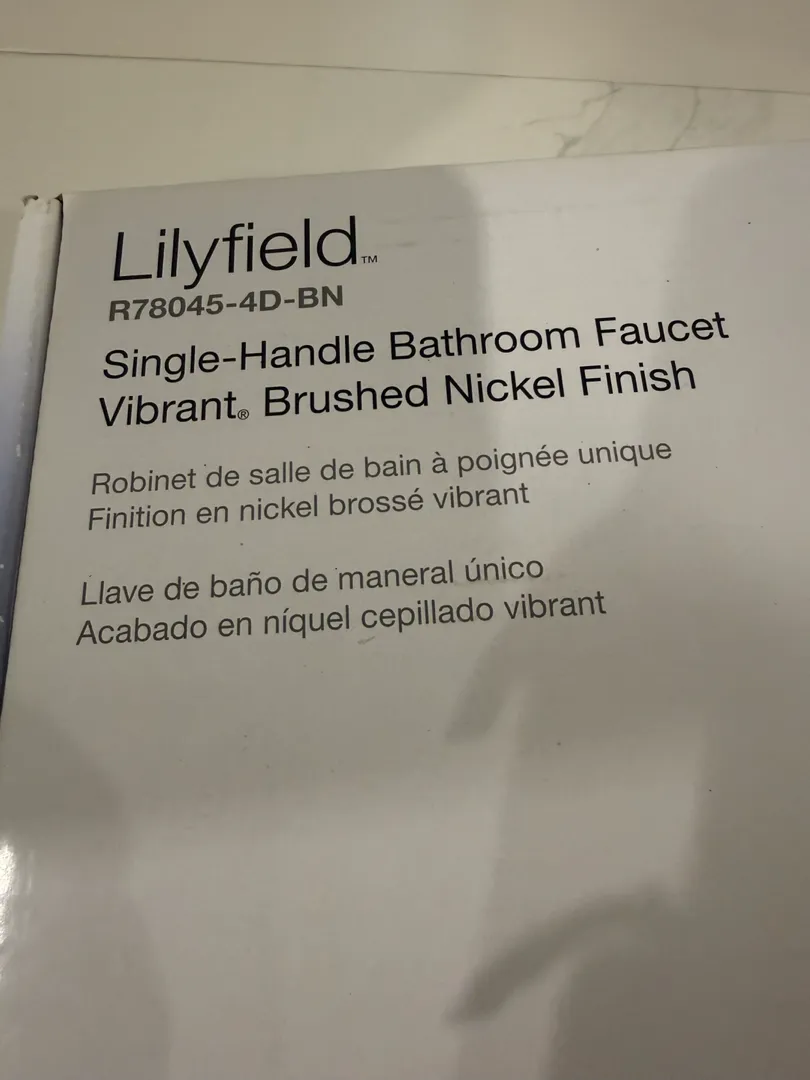 Lilyfield™
R78045-4D-BN
Single-Handle Bathroom Faucet
Vibrant® Brushed Nickel Finish
Robinet de salle de bain à poignée unique
Finition en nickel brossé vibrant
Llave de baño de maneral único
Acabado en níquel cepillado vibrant